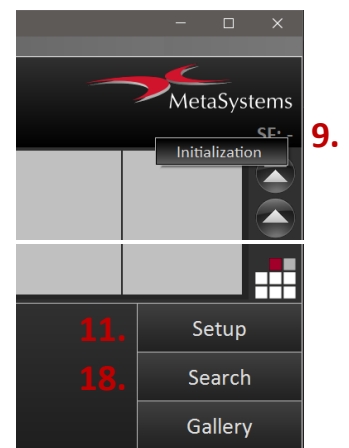 MetaSystems
SF: -
Initialization
9.
11. Setup
18. Search
Gallery